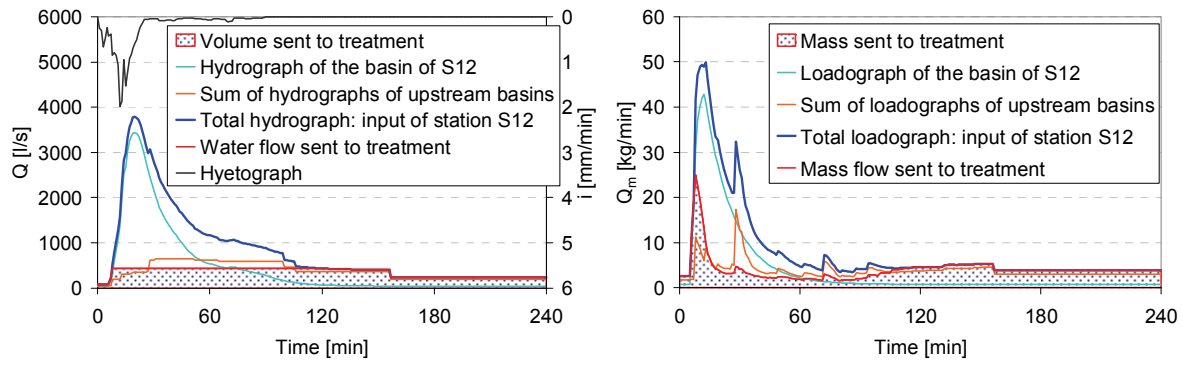 Q [l/s]
6000
5000
4000
3000
2000
1000
0
0
60
120
180
240
Time [min]
0
1
2
3
4
5
6
i [mm/min]
Volume sent to treatment
Hydrograph of the basin of S12
Sum of hydrographs of upstream basins
Total hydrograph: input of station S12
Water flow sent to treatment
Hyetograph
Qm [kg/min]
60
50
40
30
20
10
0
0
60
120
180
240
Time [min]
Mass sent to treatment
Loadograph of the basin of S12
Sum of loadographs of upstream basins
Total loadograph: input of station S12
Mass flow sent to treatment